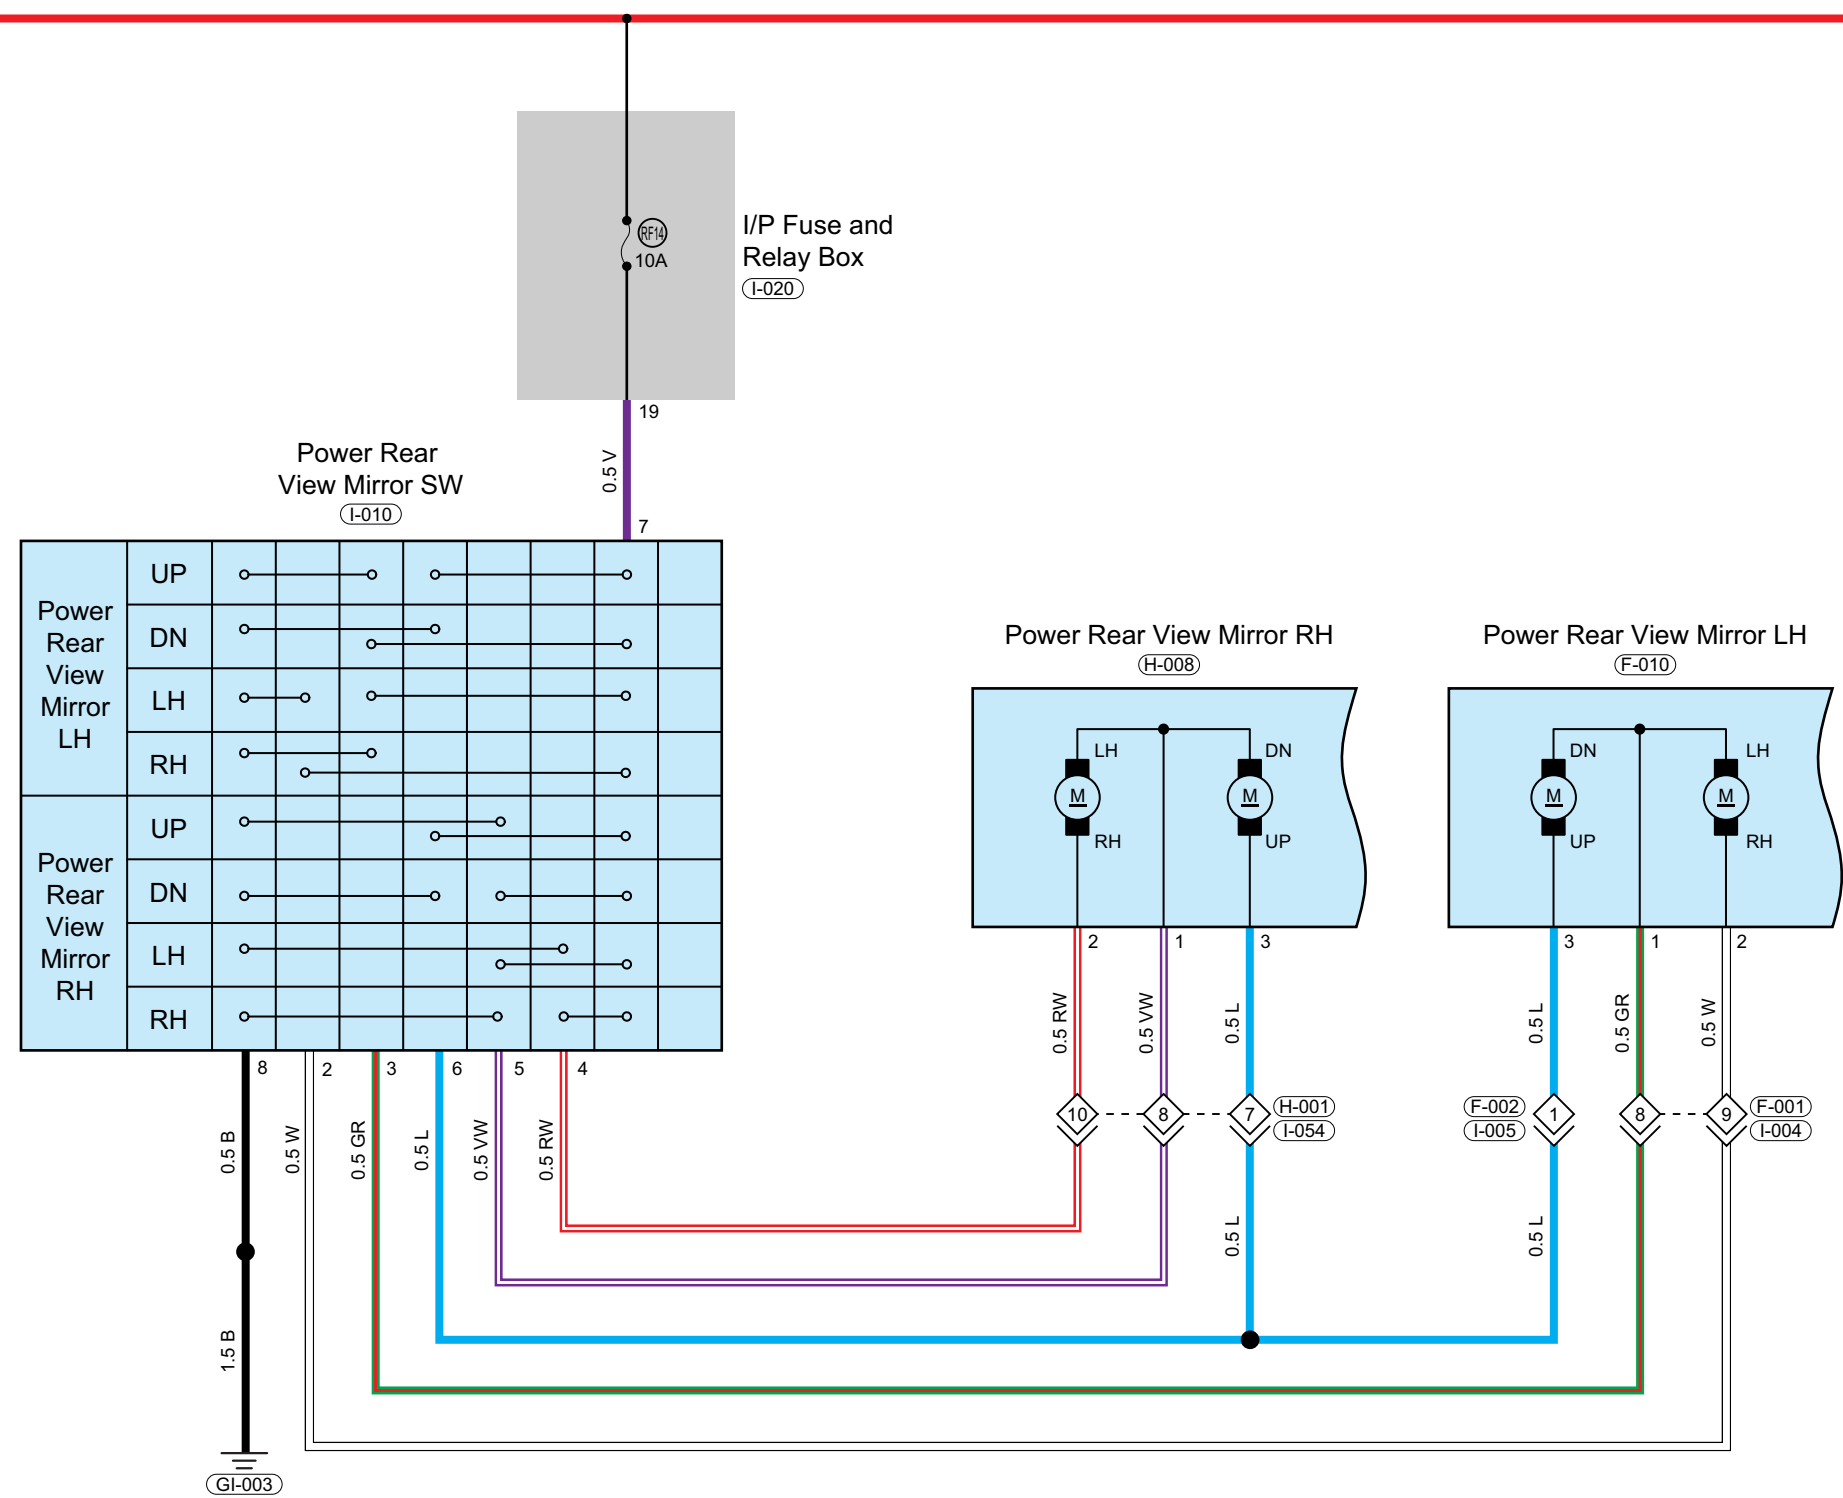 RF14
10A
I/P Fuse and
Relay Box
I-020
19
0.5 V
7
Power Rear
View Mirror SW
I-010
Power
Rear
View
Mirror
LH
UP
DN
LH
RH
Power
Rear
View
Mirror
RH
UP
DN
LH
RH
8
2
3
6
5
4
0.5 B
0.5 W
0.5 GR
0.5 L
0.5 VW
0.5 RW
1.5 B
GI-003
Power Rear View Mirror RH
H-008
LH
DN
M
M
RH
UP
2
1
3
0.5 RW
0.5 VW
0.5 L
10
8
7
H-001
I-054
0.5 L
Power Rear View Mirror LH
F-010
DN
LH
M
M
UP
RH
3
1
2
0.5 L
0.5 GR
0.5 W
F-002
I-005
1
8
9
F-001
I-004
0.5 L